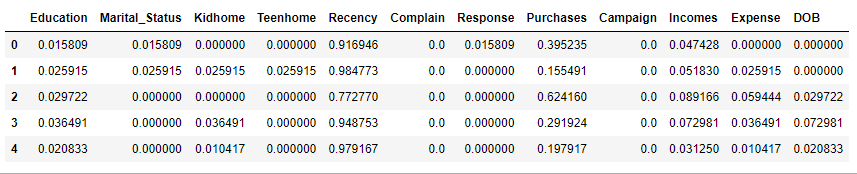 Education Marital_Status Kidhome Teenhome Recency Complain Response Purchases Campaign Incomes Expense DOB
0 0.015809 0.015809 0.000000 0.000000 0.916946 0.0 0.015809 0.395235 0.0 0.047428 0.000000 0.000000
1 0.025915 0.025915 0.025915 0.025915 0.984773 0.0 0.000000 0.155491 0.0 0.051830 0.025915 0.000000
2 0.029722 0.000000 0.000000 0.000000 0.772770 0.0 0.000000 0.624160 0.0 0.089166 0.059444 0.029722
3 0.036491 0.000000 0.036491 0.000000 0.948753 0.0 0.000000 0.291924 0.0 0.072981 0.036491 0.072981
4 0.020833 0.000000 0.010417 0.000000 0.979167 0.0 0.000000 0.197917 0.0 0.031250 0.010417 0.020833